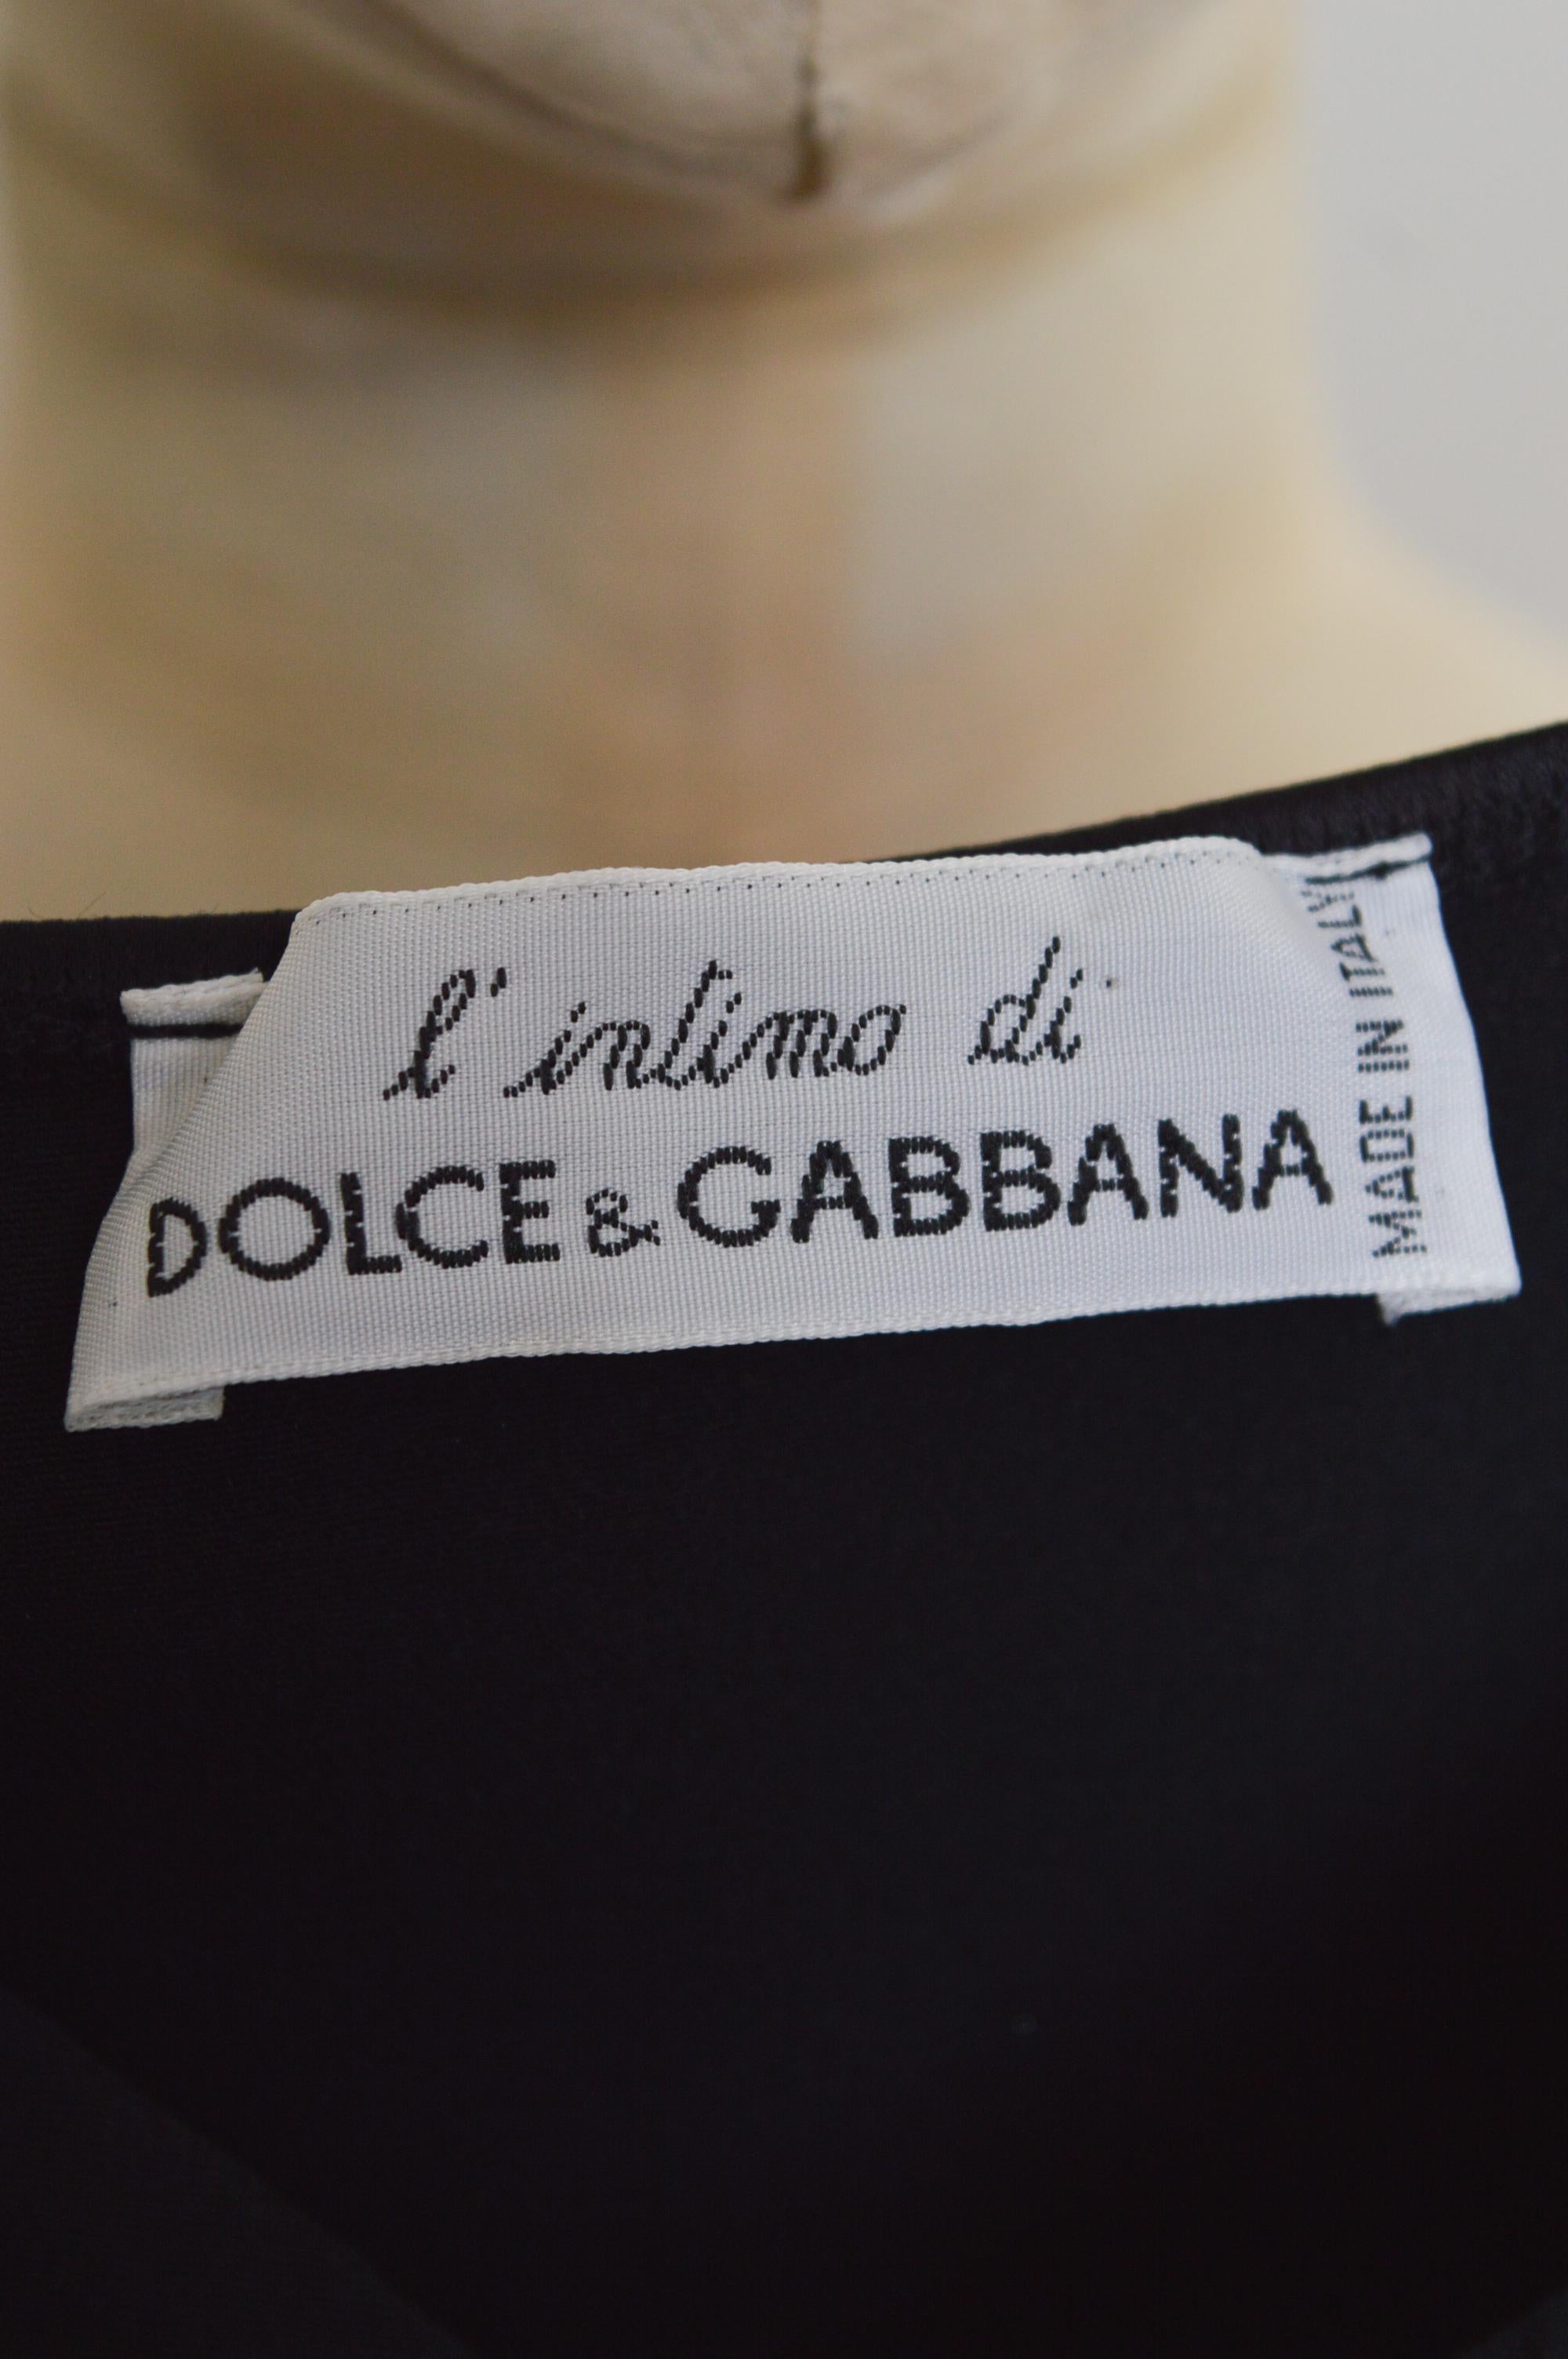 l'intimo di
DOLCE & GABBANA
MADE IN ITALY